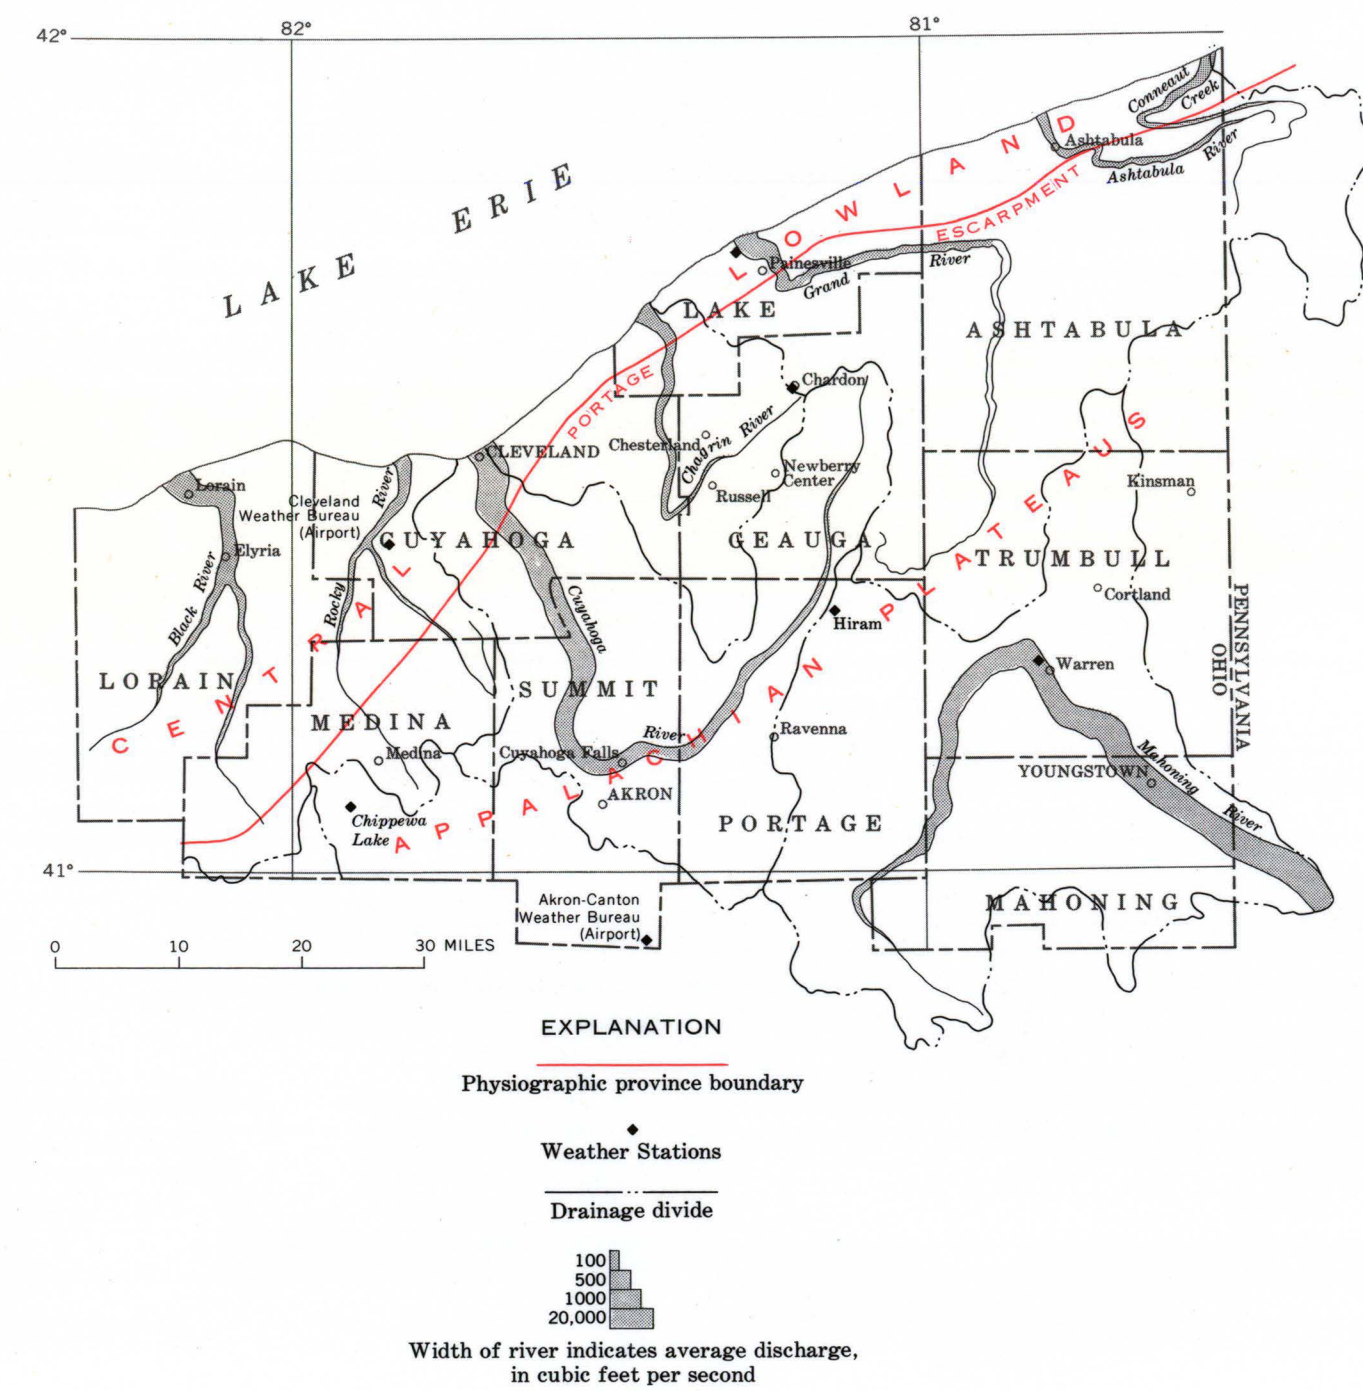 82°
81°
42°
LAKE ERIE
Conneaut
Creek
Ashtabula
Ashtabula
River
CENTRAL LOWLAND
PORTAGE ESCARPMENT
Painesville
Grand
River
LAKE
ASHTABULA
Chardon
Chesterland
Chagrin River
Newberry
Center
Russell
CLEVELAND
Lorain
Cleveland
Weather Bureau
(Airport)
River
Rocky
CUYAHOGA
GEAUGA
TRUMBULL
Kinsman
Cortland
Elyria
Black River
Cuyahoga
River
Hiram
APPALACHIAN PLATEAUS
PENNSYLVANIA
OHIO
Warren
LORAIN
SUMMIT
MEDINA
Medina
Ravenna
Cuyahoga Falls
AKRON
YOUNGSTOWN
Mahoning
River
Chippewa
Lake
PORTAGE
41°
MAHONING
Akron-Canton
Weather Bureau
(Airport)
0 10 20 30 MILES
EXPLANATION
Physiographic province boundary
Weather Stations
Drainage divide
100
500
1000
20,000
Width of river indicates average discharge,
in cubic feet per second